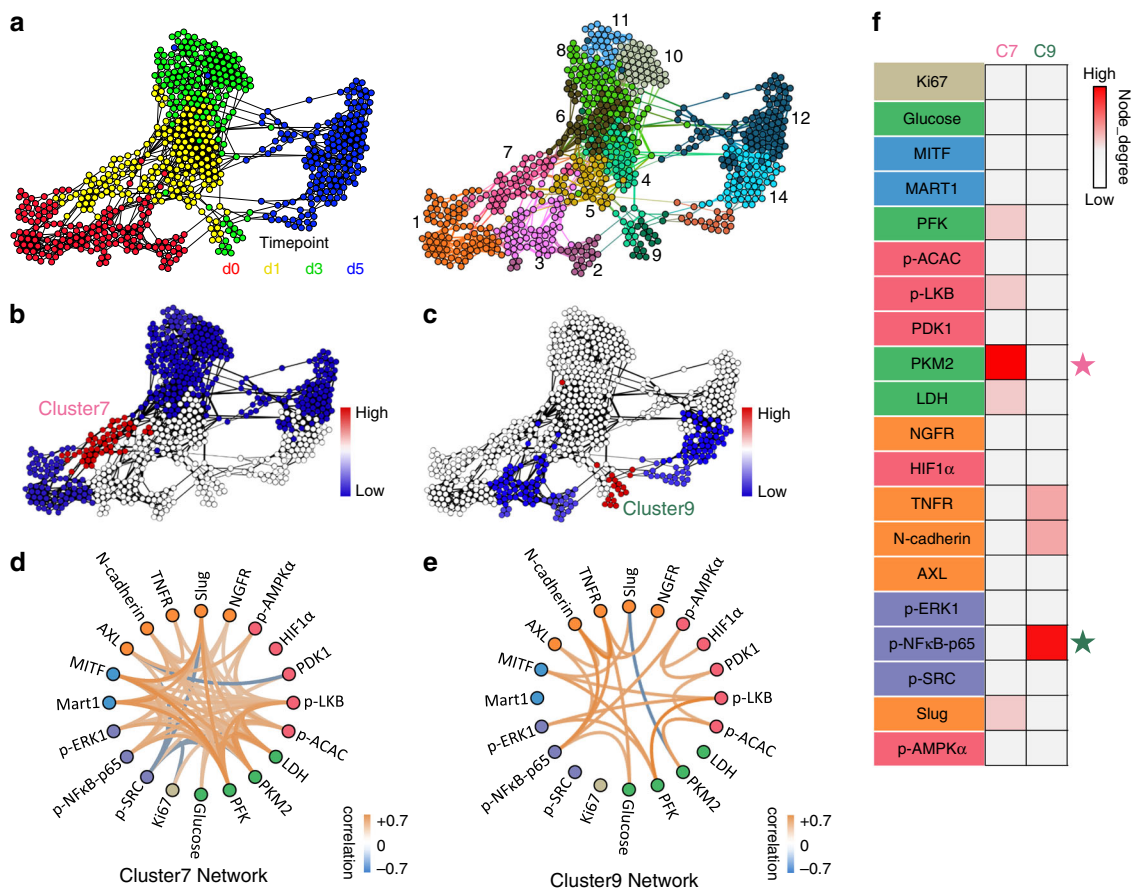 a
Timepoint
d0 d1 d3 d5
11
8
10
6
12
7
4
14
1
5
3
2
9
b
Cluster7
High
Low
c
High
Low
Cluster9
d
N-cadherin
TNFR
Slug
NGFR
p-AMPKα
HIF1α
PDK1
p-LKB
p-ACAC
LDH
PKM2
PFK
Glucose
Ki67
p-SRC
p-NFκB-p65
p-ERK1
Mart1
MITF
AXL
correlation
+0.7
0
–0.7
Cluster7 Network
e
N-cadherin
TNFR
Slug
NGFR
p-AMPKα
HIF1α
PDK1
p-LKB
p-ACAC
LDH
PKM2
PFK
Glucose
Ki67
p-SRC
p-NFκB-p65
p-ERK1
Mart1
MITF
AXL
correlation
+0.7
0
–0.7
Cluster9 Network
f
C7 C9
High
Node_degree
Low
Ki67
Glucose
MITF
MART1
PFK
p-ACAC
p-LKB
PDK1
PKM2
LDH
NGFR
HIF1α
TNFR
N-cadherin
AXL
p-ERK1
p-NFκB-p65
p-SRC
Slug
p-AMPKα